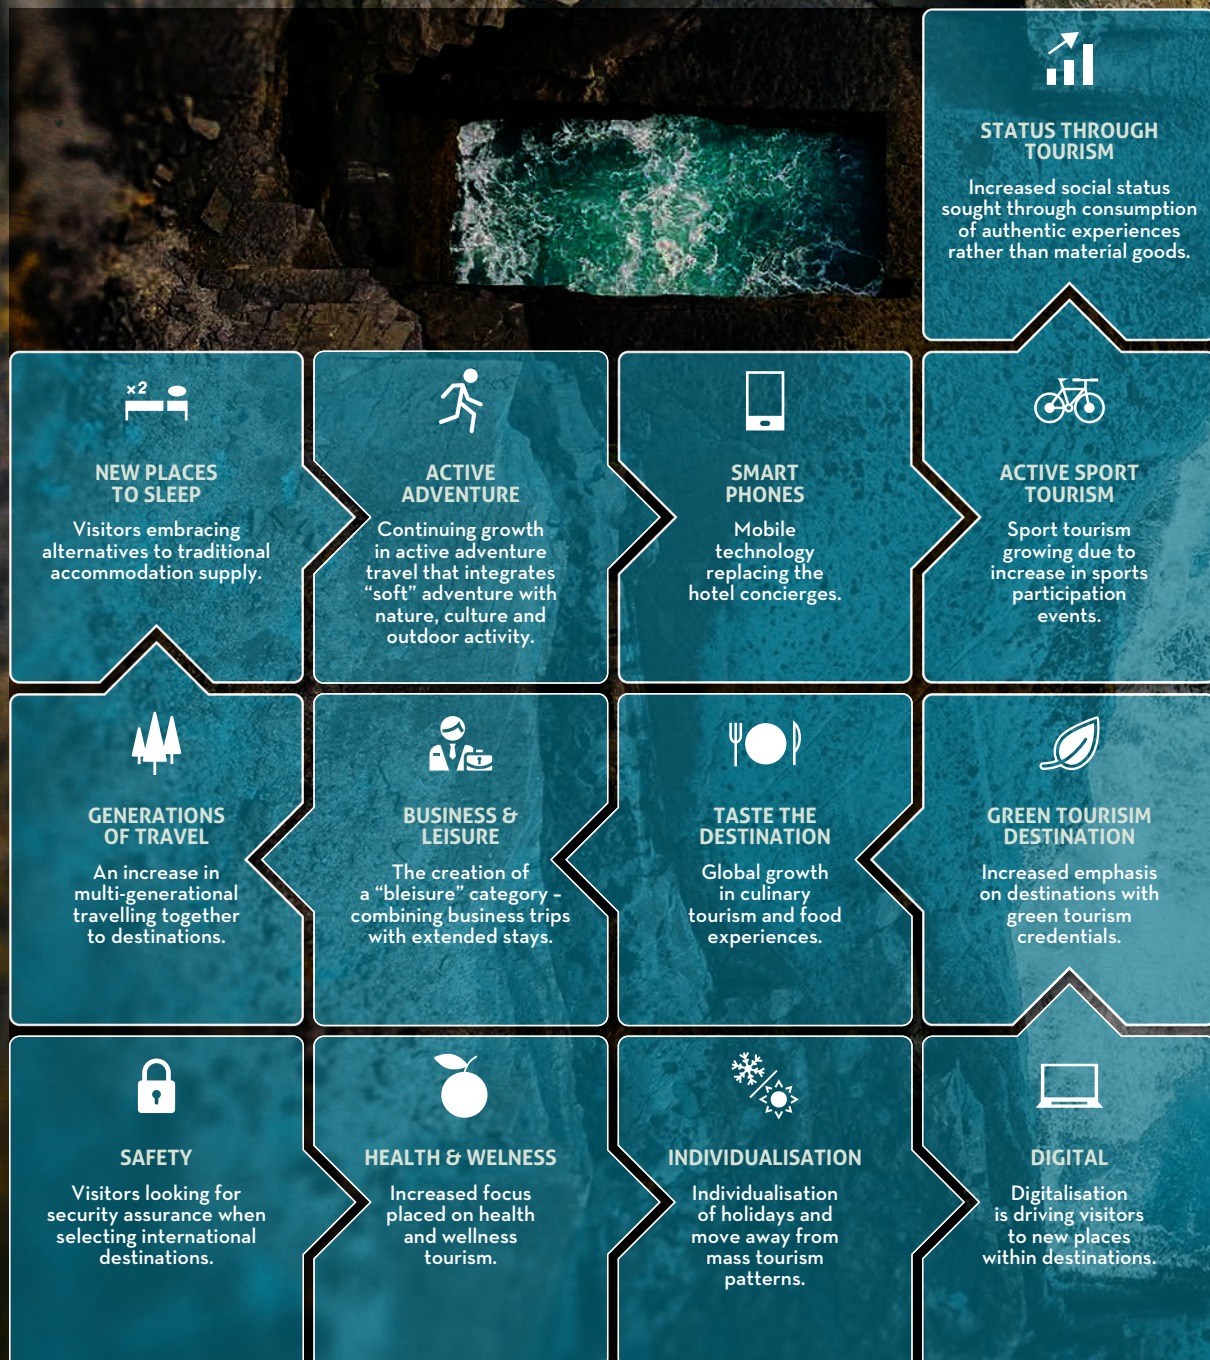 STATUS THROUGH
TOURISM
Increased social status
sought through consumption
of authentic experiences
rather than material goods.
x2
NEW PLACES
TO SLEEP
Visitors embracing
alternatives to traditional
accommodation supply.
ACTIVE
ADVENTURE
Continuing growth
in active adventure
travel that integrates
“soft” adventure with
nature, culture and
outdoor activity.
SMART
PHONES
Mobile
technology
replacing the
hotel concierges.
ACTIVE SPORT
TOURISM
Sport tourism
growing due to
increase in sports
participation
events.
GENERATIONS
OF TRAVEL
An increase in
multi-generational
travelling together
to destinations.
BUSINESS &
LEISURE
The creation of
a “bleisure” category –
combining business trips
with extended stays.
TASTE THE
DESTINATION
Global growth
in culinary
tourism and food
experiences.
GREEN TOURISIM
DESTINATION
Increased emphasis
on destinations with
green tourism
credentials.
SAFETY
Visitors looking for
security assurance when
selecting international
destinations.
HEALTH & WELNESS
Increased focus
placed on health
and wellness
tourism.
INDIVIDUALISATION
Individualisation
of holidays and
move away from
mass tourism
patterns.
DIGITAL
Digitalisation
is driving visitors
to new places
within destinations.